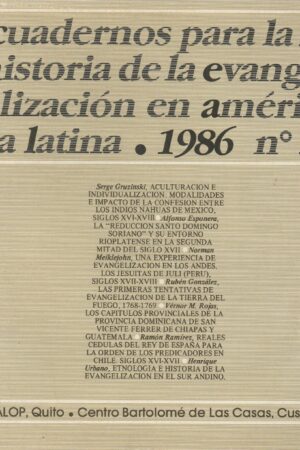 cuadernos para la
historia de la evang
lización en améri
a latina • 1986 nº
Serge Gruzinski, ACULTURACION E
INDIVIDUALIZACION. MODALIDADES
E IMPACTO DE LA CONFESION ENTRE
LOS INDIOS NAHUAS DE MEXICO,
SIGLOS XVI-XVIII ● Alfonso Esponera,
LA "REDUCCION SANTO DOMINGO
SORIANO" Y SU ENTORNO
RIOPLATENSE EN LA SEGUNDA
MITAD DEL SIGLO XVII ● Norman
Meiklejohn, UNA EXPERIENCIA DE
EVANGELIZACION EN LOS ANDES.
LOS JESUITAS DE JULI (PERU),
SIGLOS XVII-XVIII ● Rubén González,
LAS PRIMERAS TENTATIVAS DE
EVANGELIZACION DE LA TIERRA DEL
FUEGO, 1768-1769 ● Vérnor M. Rojas,
LOS CAPITULOS PROVINCIALES DE LA
PROVINCIA DOMINICANA DE SAN
VICENTE FERRER DE CHIAPAS Y
GUATEMALA ● Ramón Ramírez, REALES
CEDULAS DEL REY DE ESPAÑA PARA
LA ORDEN DE LOS PREDICADORES EN
CHILE. SIGLOS XVI-XVII ● Henrique
Urbano, ETNOLOGIA E HISTORIA DE LA
EVANGELIZACION EN EL SUR ANDINO.
ALOP, Quito • Centro Bartolomé de Las Casas, Cus